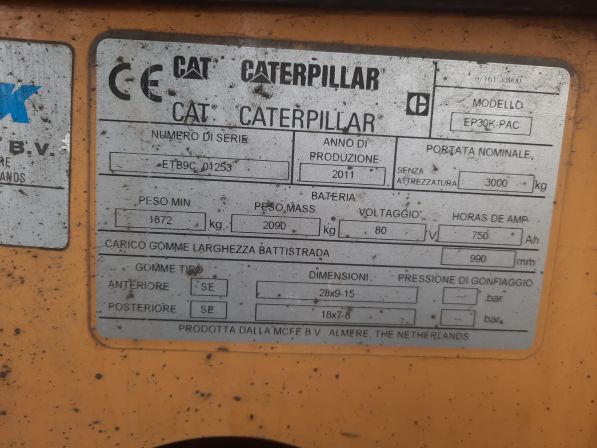 CE CAT CATERPILLAR
CAT CATERPILLAR
MODELLO
EP30K-PAC
NUMERO DI SERIE
ETB9C 01253
ANNO DI PRODUZIONE
2011
PORTATA NOMINALE
SENZA ATTREZZATURA 3000 kg
BATERIA
PESO MIN PESO MASS VOLTAGGIO HORAS DE AMP
1872 kg 2090 kg 80 V 750 Ah
CARICO GOMME LARGHEZZA BATTISTRADA 990 mm
GOMME TIPO DIMENSIONI PRESSIONE DI GONFIAGGIO
ANTERIORE SE 28x9-15 --- bar
POSTERIORE SE 18x7-8 --- bar
PRODOTTA DALLA MCFE B.V. ALMERE, THE NETHERLANDS
B.V.